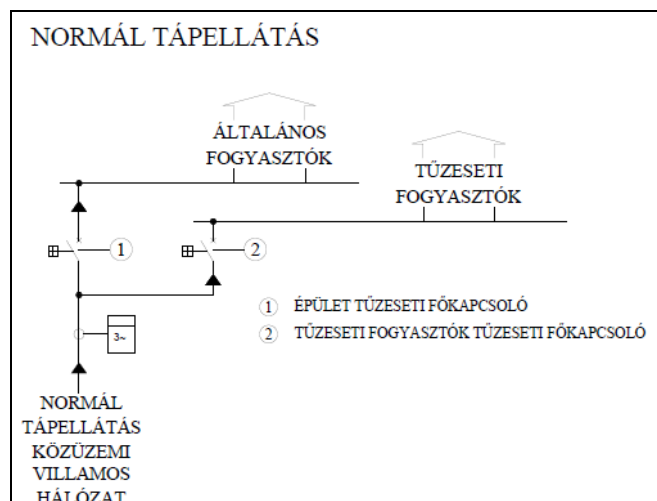 NORMÁL TÁPELLÁTÁS
ÁLTALÁNOS
FOGYASZTÓK
TŰZESETI
FOGYASZTÓK
1
2
1 ÉPÜLET TŰZESETI FŐKAPCSOLÓ
2 TŰZESETI FOGYASZTÓK TŰZESETI FŐKAPCSOLÓ
3~
NORMÁL
TÁPELLÁTÁS
KÖZÜZEMI
VILLAMOS
HÁLÓZAT